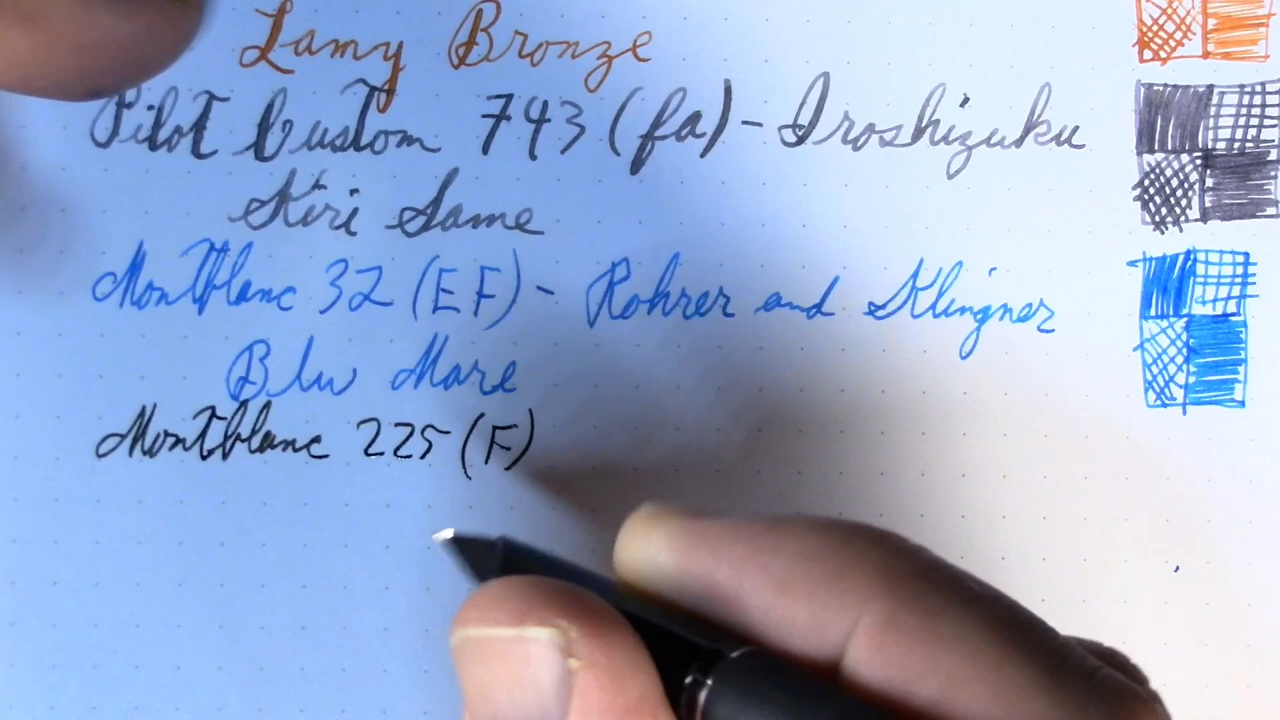 Lamy Bronze
Pilot Custom 743 (fa) - Iroshizuku
Kiri Same
Montblanc 32 (EF) - Rohrer and Klingner
Blu Mare
Montblanc 225 (F)